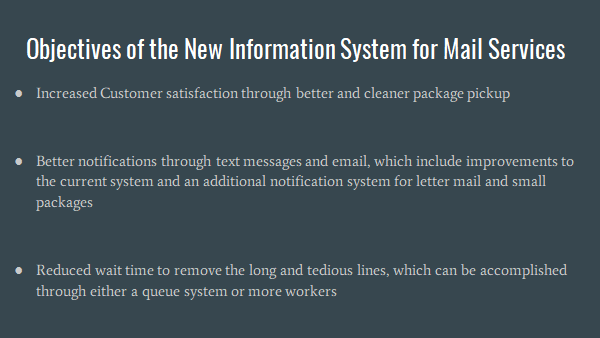 Objectives of the New Information System for Mail Services
● Increased Customer satisfaction through better and cleaner package pickup
● Better notifications through text messages and email, which include improvements to
the current system and an additional notification system for letter mail and small
packages
● Reduced wait time to remove the long and tedious lines, which can be accomplished
through either a queue system or more workers